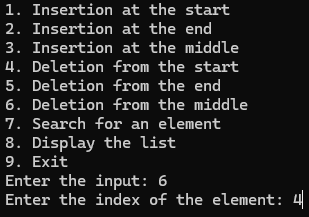 1. Insertion at the start
2. Insertion at the end
3. Insertion at the middle
4. Deletion from the start
5. Deletion from the end
6. Deletion from the middle
7. Search for an element
8. Display the list
9. Exit
Enter the input: 6
Enter the index of the element: 4